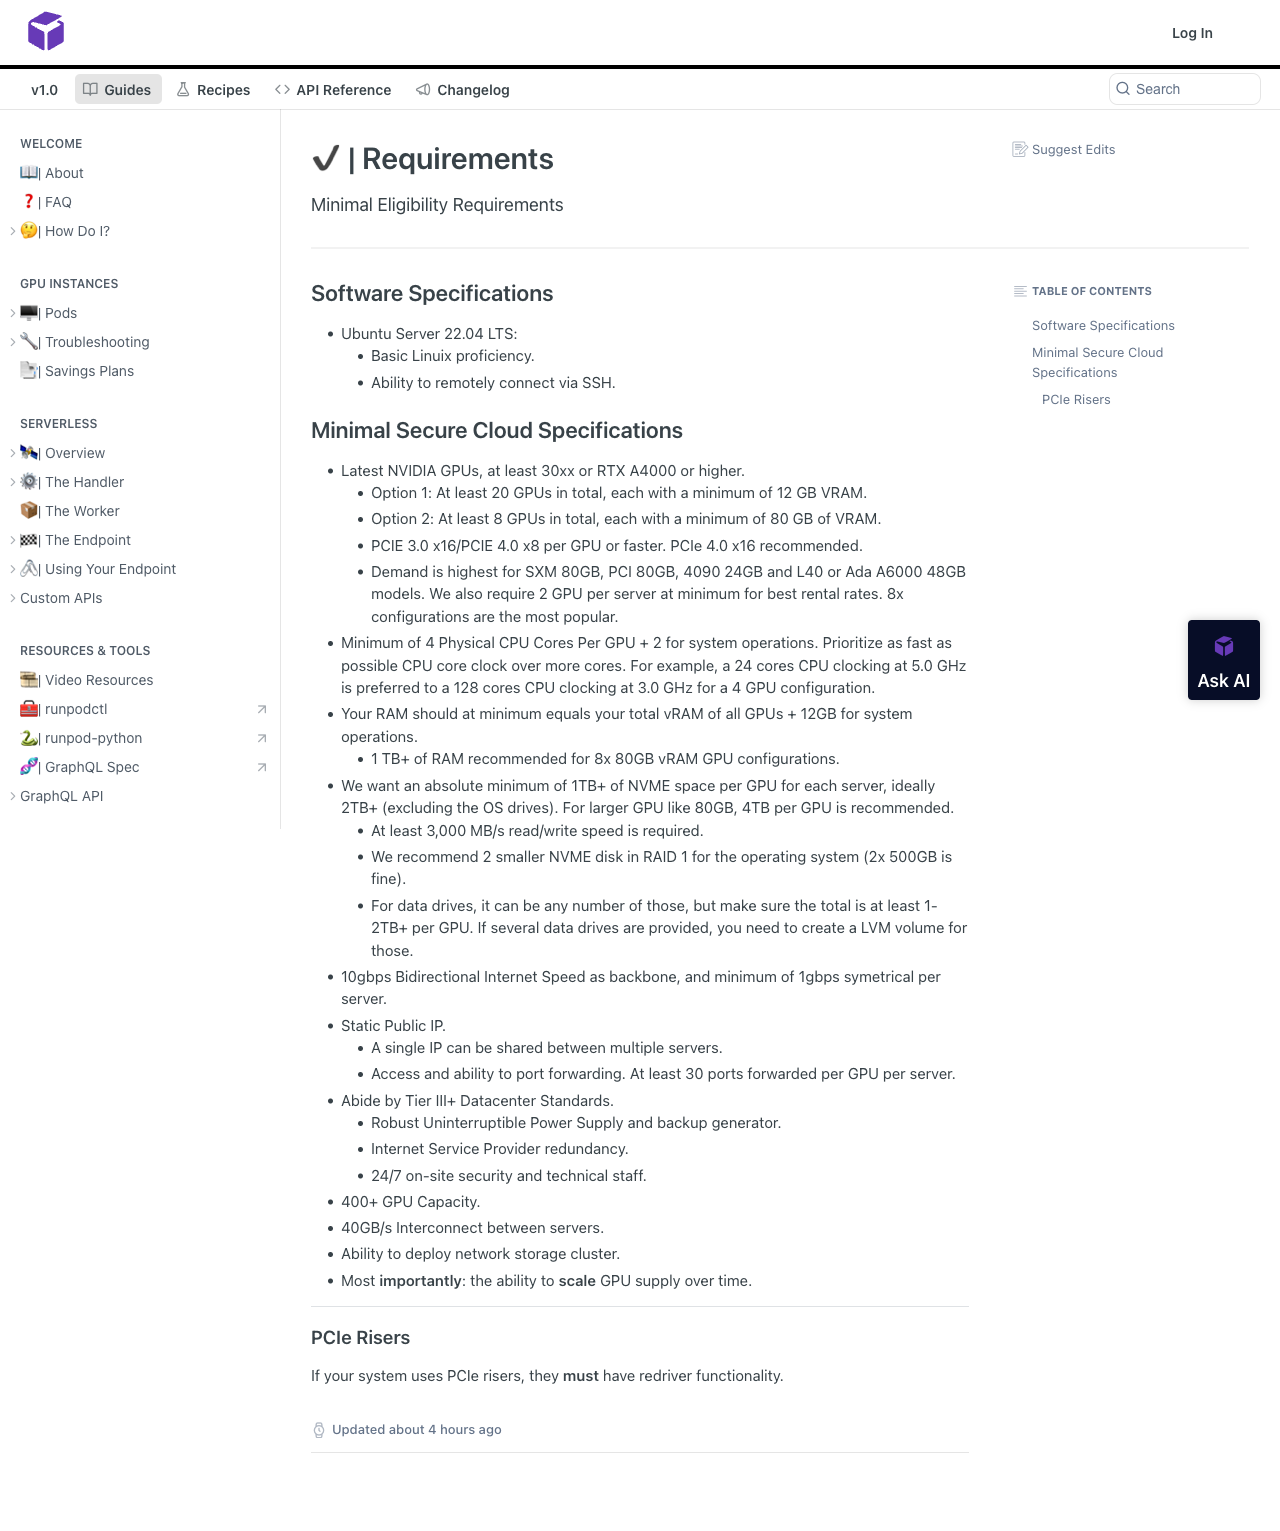 Log In
v1.0
Guides
Recipes
API Reference
Changelog
Search
WELCOME
| About
| FAQ
| How Do I?
GPU INSTANCES
| Pods
| Troubleshooting
| Savings Plans
SERVERLESS
| Overview
| The Handler
| The Worker
| The Endpoint
| Using Your Endpoint
Custom APIs
RESOURCES & TOOLS
| Video Resources
| runpodctl
| runpod-python
| GraphQL Spec
GraphQL API
✔ | Requirements
Minimal Eligibility Requirements
Software Specifications
• Ubuntu Server 22.04 LTS:
• Basic Linuix proficiency.
• Ability to remotely connect via SSH.
Minimal Secure Cloud Specifications
• Latest NVIDIA GPUs, at least 30xx or RTX A4000 or higher.
• Option 1: At least 20 GPUs in total, each with a minimum of 12 GB VRAM.
• Option 2: At least 8 GPUs in total, each with a minimum of 80 GB of VRAM.
• PCIE 3.0 x16/PCIE 4.0 x8 per GPU or faster. PCIe 4.0 x16 recommended.
• Demand is highest for SXM 80GB, PCI 80GB, 4090 24GB and L40 or Ada A6000 48GB
models. We also require 2 GPU per server at minimum for best rental rates. 8x
configurations are the most popular.
• Minimum of 4 Physical CPU Cores Per GPU + 2 for system operations. Prioritize as fast as
possible CPU core clock over more cores. For example, a 24 cores CPU clocking at 5.0 GHz
is preferred to a 128 cores CPU clocking at 3.0 GHz for a 4 GPU configuration.
• Your RAM should at minimum equals your total vRAM of all GPUs + 12GB for system
operations.
• 1 TB+ of RAM recommended for 8x 80GB vRAM GPU configurations.
• We want an absolute minimum of 1TB+ of NVME space per GPU for each server, ideally
2TB+ (excluding the OS drives). For larger GPU like 80GB, 4TB per GPU is recommended.
• At least 3,000 MB/s read/write speed is required.
• We recommend 2 smaller NVME disk in RAID 1 for the operating system (2x 500GB is
fine).
• For data drives, it can be any number of those, but make sure the total is at least 1-
2TB+ per GPU. If several data drives are provided, you need to create a LVM volume for
those.
• 10gbps Bidirectional Internet Speed as backbone, and minimum of 1gbps symetrical per
server.
• Static Public IP.
• A single IP can be shared between multiple servers.
• Access and ability to port forwarding. At least 30 ports forwarded per GPU per server.
• Abide by Tier III+ Datacenter Standards.
• Robust Uninterruptible Power Supply and backup generator.
• Internet Service Provider redundancy.
• 24/7 on-site security and technical staff.
• 400+ GPU Capacity.
• 40GB/s Interconnect between servers.
• Ability to deploy network storage cluster.
• Most importantly: the ability to scale GPU supply over time.
PCIe Risers
If your system uses PCIe risers, they must have redriver functionality.
Updated about 4 hours ago
Suggest Edits
TABLE OF CONTENTS
Software Specifications
Minimal Secure Cloud
Specifications
PCIe Risers
Ask AI